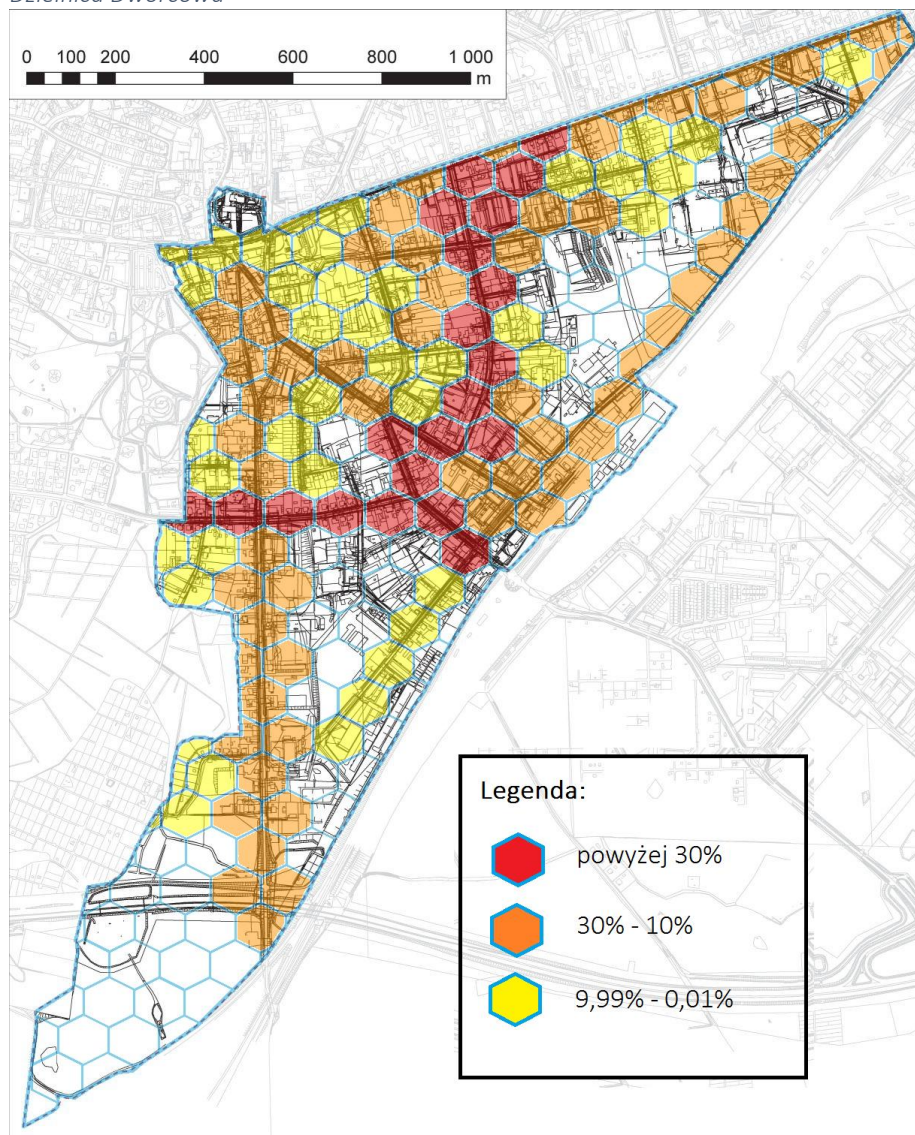 Dzielnica Dworcowa
0 100 200 400 600 800 1 000
m
Legenda:
powyżej 30%
30% - 10%
9,99% - 0,01%